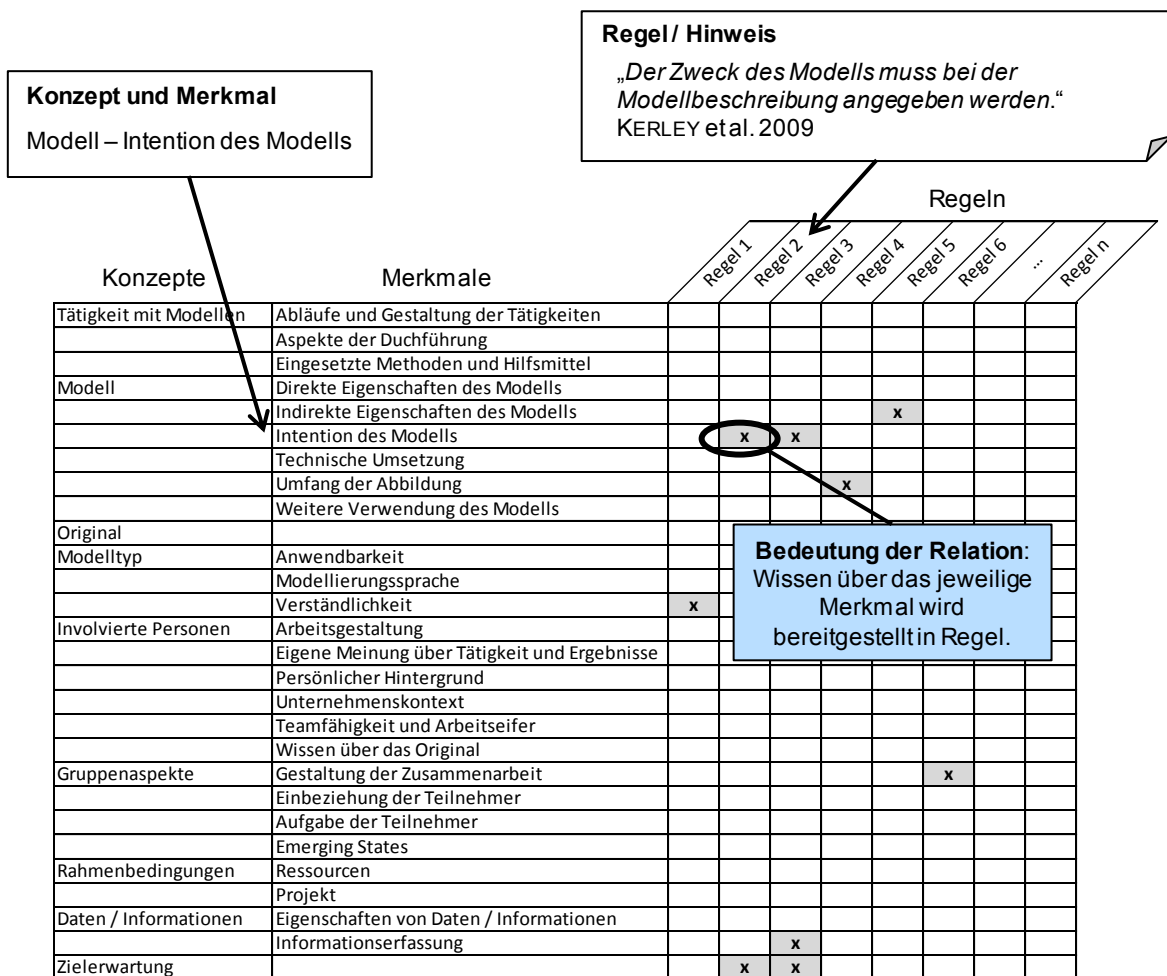 Regel / Hinweis
„Der Zweck des Modells muss bei der
Modellbeschreibung angegeben werden.“
KERLEY et al. 2009
Konzept und Merkmal
Modell – Intention des Modells
Regeln
Konzepte Merkmale Regel 1 Regel 2 Regel 3 Regel 4 Regel 5 Regel 6 ... Regel n
Tätigkeit mit Modellen Abläufe und Gestaltung der Tätigkeiten
Aspekte der Duchführung
Eingesetzte Methoden und Hilfsmittel
Modell Direkte Eigenschaften des Modells
Indirekte Eigenschaften des Modells x
Intention des Modells x x
Technische Umsetzung
Umfang der Abbildung x
Weitere Verwendung des Modells
Original
Modelltyp Anwendbarkeit
Modellierungssprache
Verständlichkeit x
Bedeutung der Relation:
Wissen über das jeweilige
Merkmal wird
bereitgestellt in Regel.
Involvierte Personen Arbeitsgestaltung
Eigene Meinung über Tätigkeit und Ergebnisse
Persönlicher Hintergrund
Unternehmenskontext
Teamfähigkeit und Arbeitseifer
Wissen über das Original
Gruppenaspekte Gestaltung der Zusammenarbeit x
Einbeziehung der Teilnehmer
Aufgabe der Teilnehmer
Emerging States
Rahmenbedingungen Ressourcen
Projekt
Daten / Informationen Eigenschaften von Daten / Informationen
Informationserfassung x
Zielerwartung x x